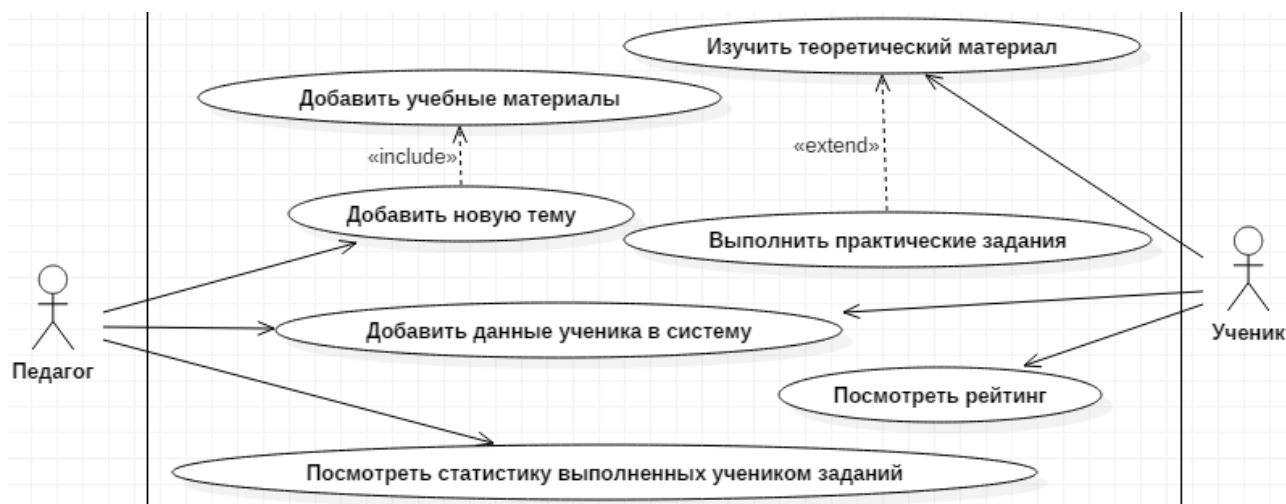 Изучить теоретический материал
Добавить учебные материалы
«include»
«extend»
Добавить новую тему
Выполнить практические задания
Добавить данные ученика в систему
Ученик
Педагог
Посмотреть рейтинг
Посмотреть статистику выполненных учеником заданий